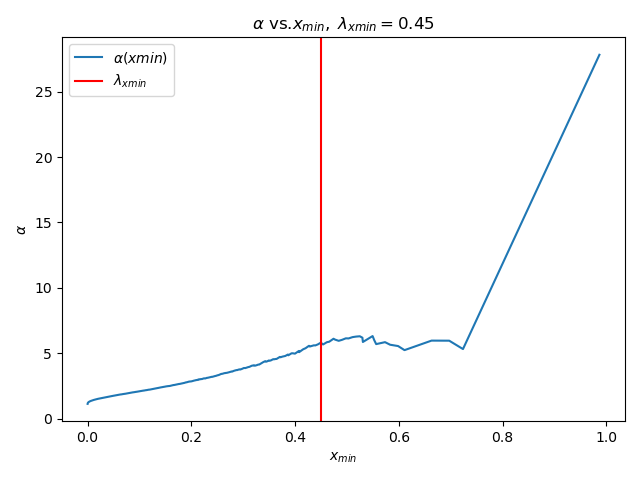 α vs.x_min, λ_xmin = 0.45
α(xmin)
λ_xmin
α
25
20
15
10
5
0
0.0 0.2 0.4 0.6 0.8 1.0
x_min